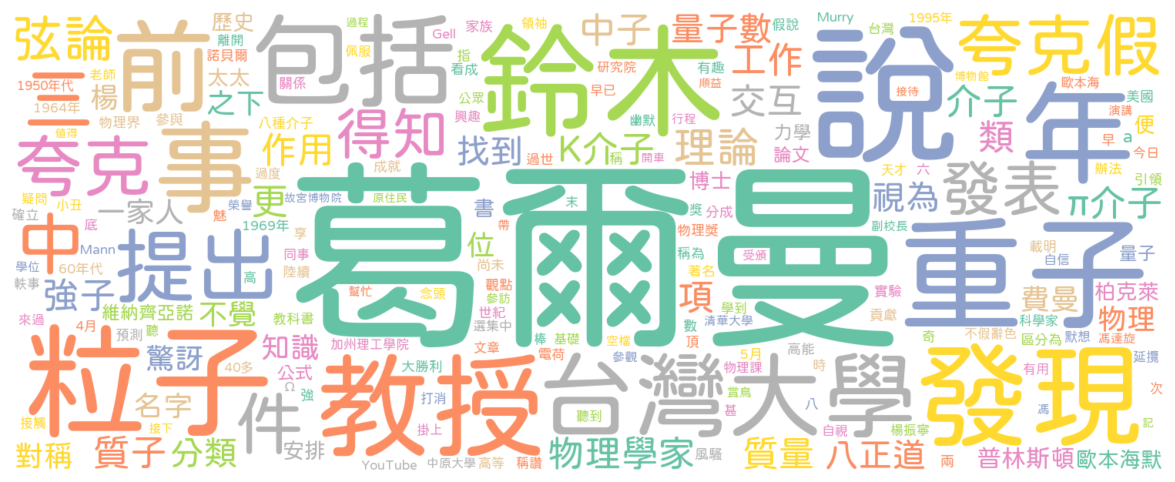 弦論
前
歷史
離開
諾貝爾
包括
過程
佩服
關係
Gell
家族
指
看成
領袖
中子
研究院
量子數
有趣
早已
假說
順益
工作
Murry
台灣
說
1995年
夸克假
博物館
歐本海
接待
介子
年
美國
演講
便
a
早
今日
類
三
1950年代
老師
1964年
楊
太太
之下
物理界
參與
八種介子
公眾
興趣
鈴木
幽默
行程
交互
夸克
值得
事
作用
得知
過度
成就
找到
過世
K介子
稱
開車
理論
力學
論文
天才
六
視為
發表
辦法
引領
π介子
疑問
小丑
榮譽
故宮博物院
原住民
更
書
末
帶
博士
獎
分成
物理獎
副校長
確立
底
一家人
魅
1969年
葛爾曼
中
Mann
提出
享
同事
高
陸續
位
尚未
觀點
參訪
稱為
受頒
著名
重子
載明
自信
量子
學位
60年代
軼事
強子
維納齊亞諾
不覺
幫忙
念頭
世紀
選集中
學到
項
實驗
貢獻
費曼
柏克萊
物理
來過
4月
預測
聽
教科書
棒
基礎
空檔
數
頂
清華大學
奇
科學家
不假辭色
區分為
默想
馮達旋
粒子
驚訝
知識
加州理工學院
文章
電荷
參觀
5月
物理課
高能
時
發現
有用
延攬
40多
公式
大勝利
Ω
強
打消
教授
台灣大學
賞鳥
甚
八
馮
次
名字
件
掛上
聽到
自視
楊振寧
兩
記
接觸
接下
對稱
質子
分類
安排
YouTube
中原大學
高等
稱讚
物理學家
風騷
質量
八正道
普林斯頓
歐本海默